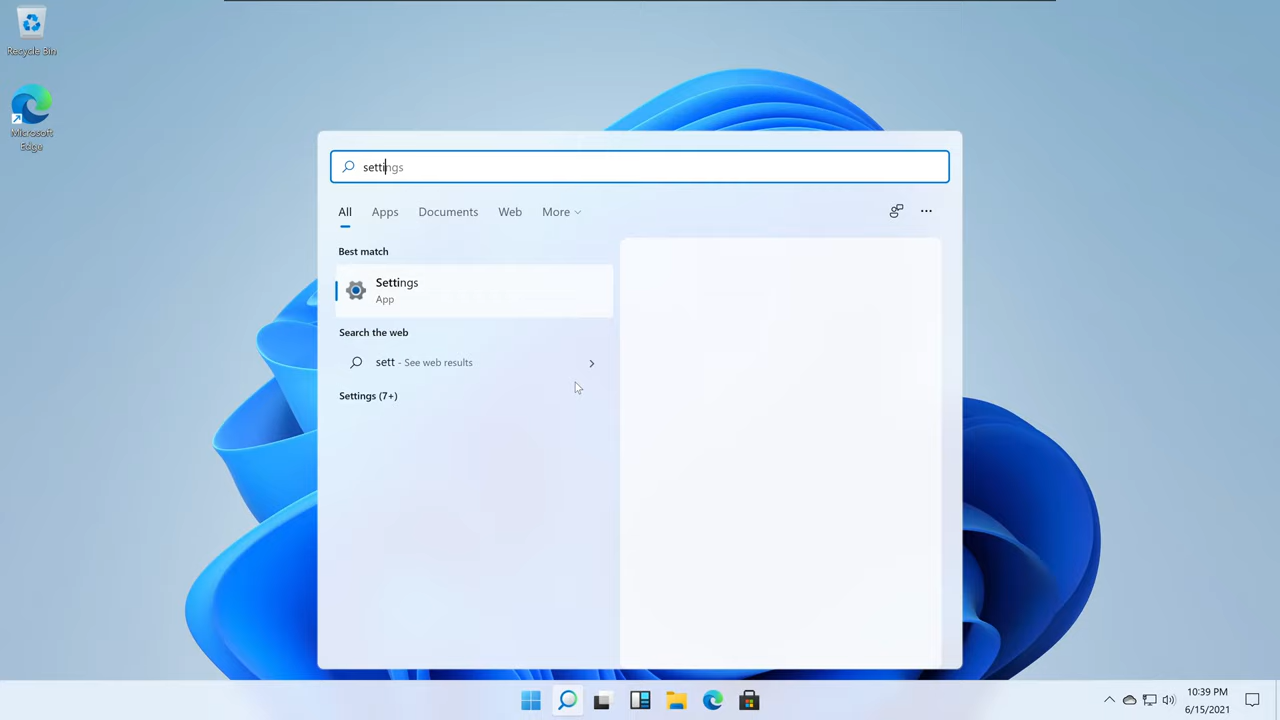 Recycle Bin
Microsoft
Edge
settings
All
Apps
Documents
Web
More
Best match
Settings
App
Search the web
sett - See web results
Settings (7+)
10:39 PM
6/15/2021